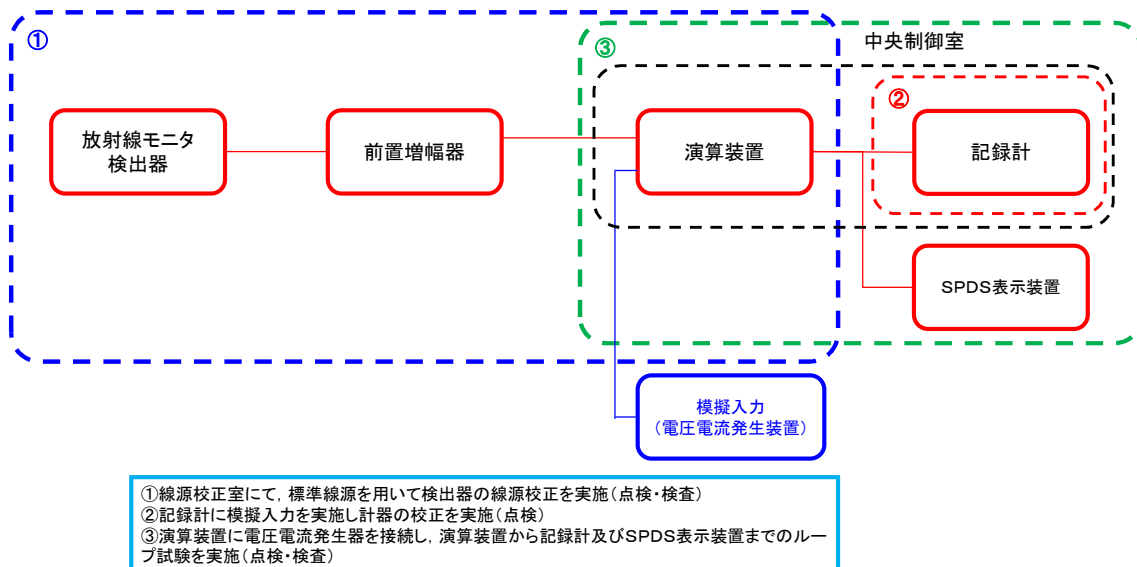 ①
③
中央制御室
②
放射線モニタ
検出器
前置増幅器
演算装置
記録計
SPDS表示装置
模擬入力
（電圧電流発生装置）
①線源校正室にて，標準線源を用いて検出器の線源校正を実施（点検・検査）
②記録計に模擬入力を実施し計器の校正を実施（点検）
③演算装置に電圧電流発生器を接続し，演算装置から記録計及びSPDS表示装置までのルー
プ試験を実施（点検・検査）